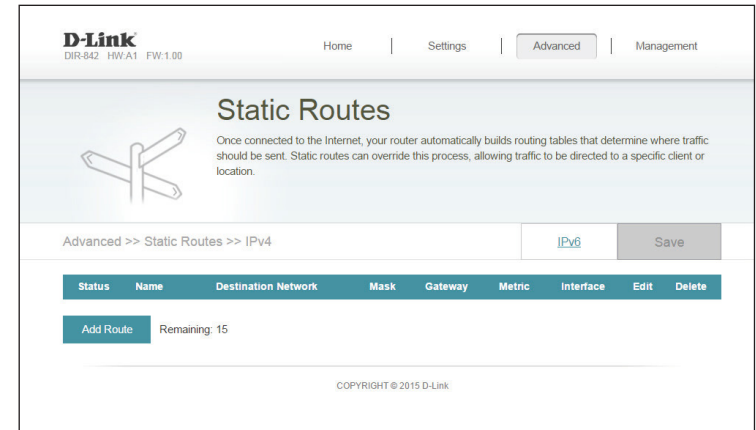 D-Link
DIR-842 HW:A1 FW:1.00
Home Settings Advanced Management
Static Routes
Once connected to the Internet, your router automatically builds routing tables that determine where traffic
should be sent. Static routes can override this process, allowing traffic to be directed to a specific client or
location.
Advanced >> Static Routes >> IPv4
IPv6 Save
Status Name Destination Network Mask Gateway Metric Interface Edit Delete
Add Route Remaining: 15
COPYRIGHT © 2015 D-Link